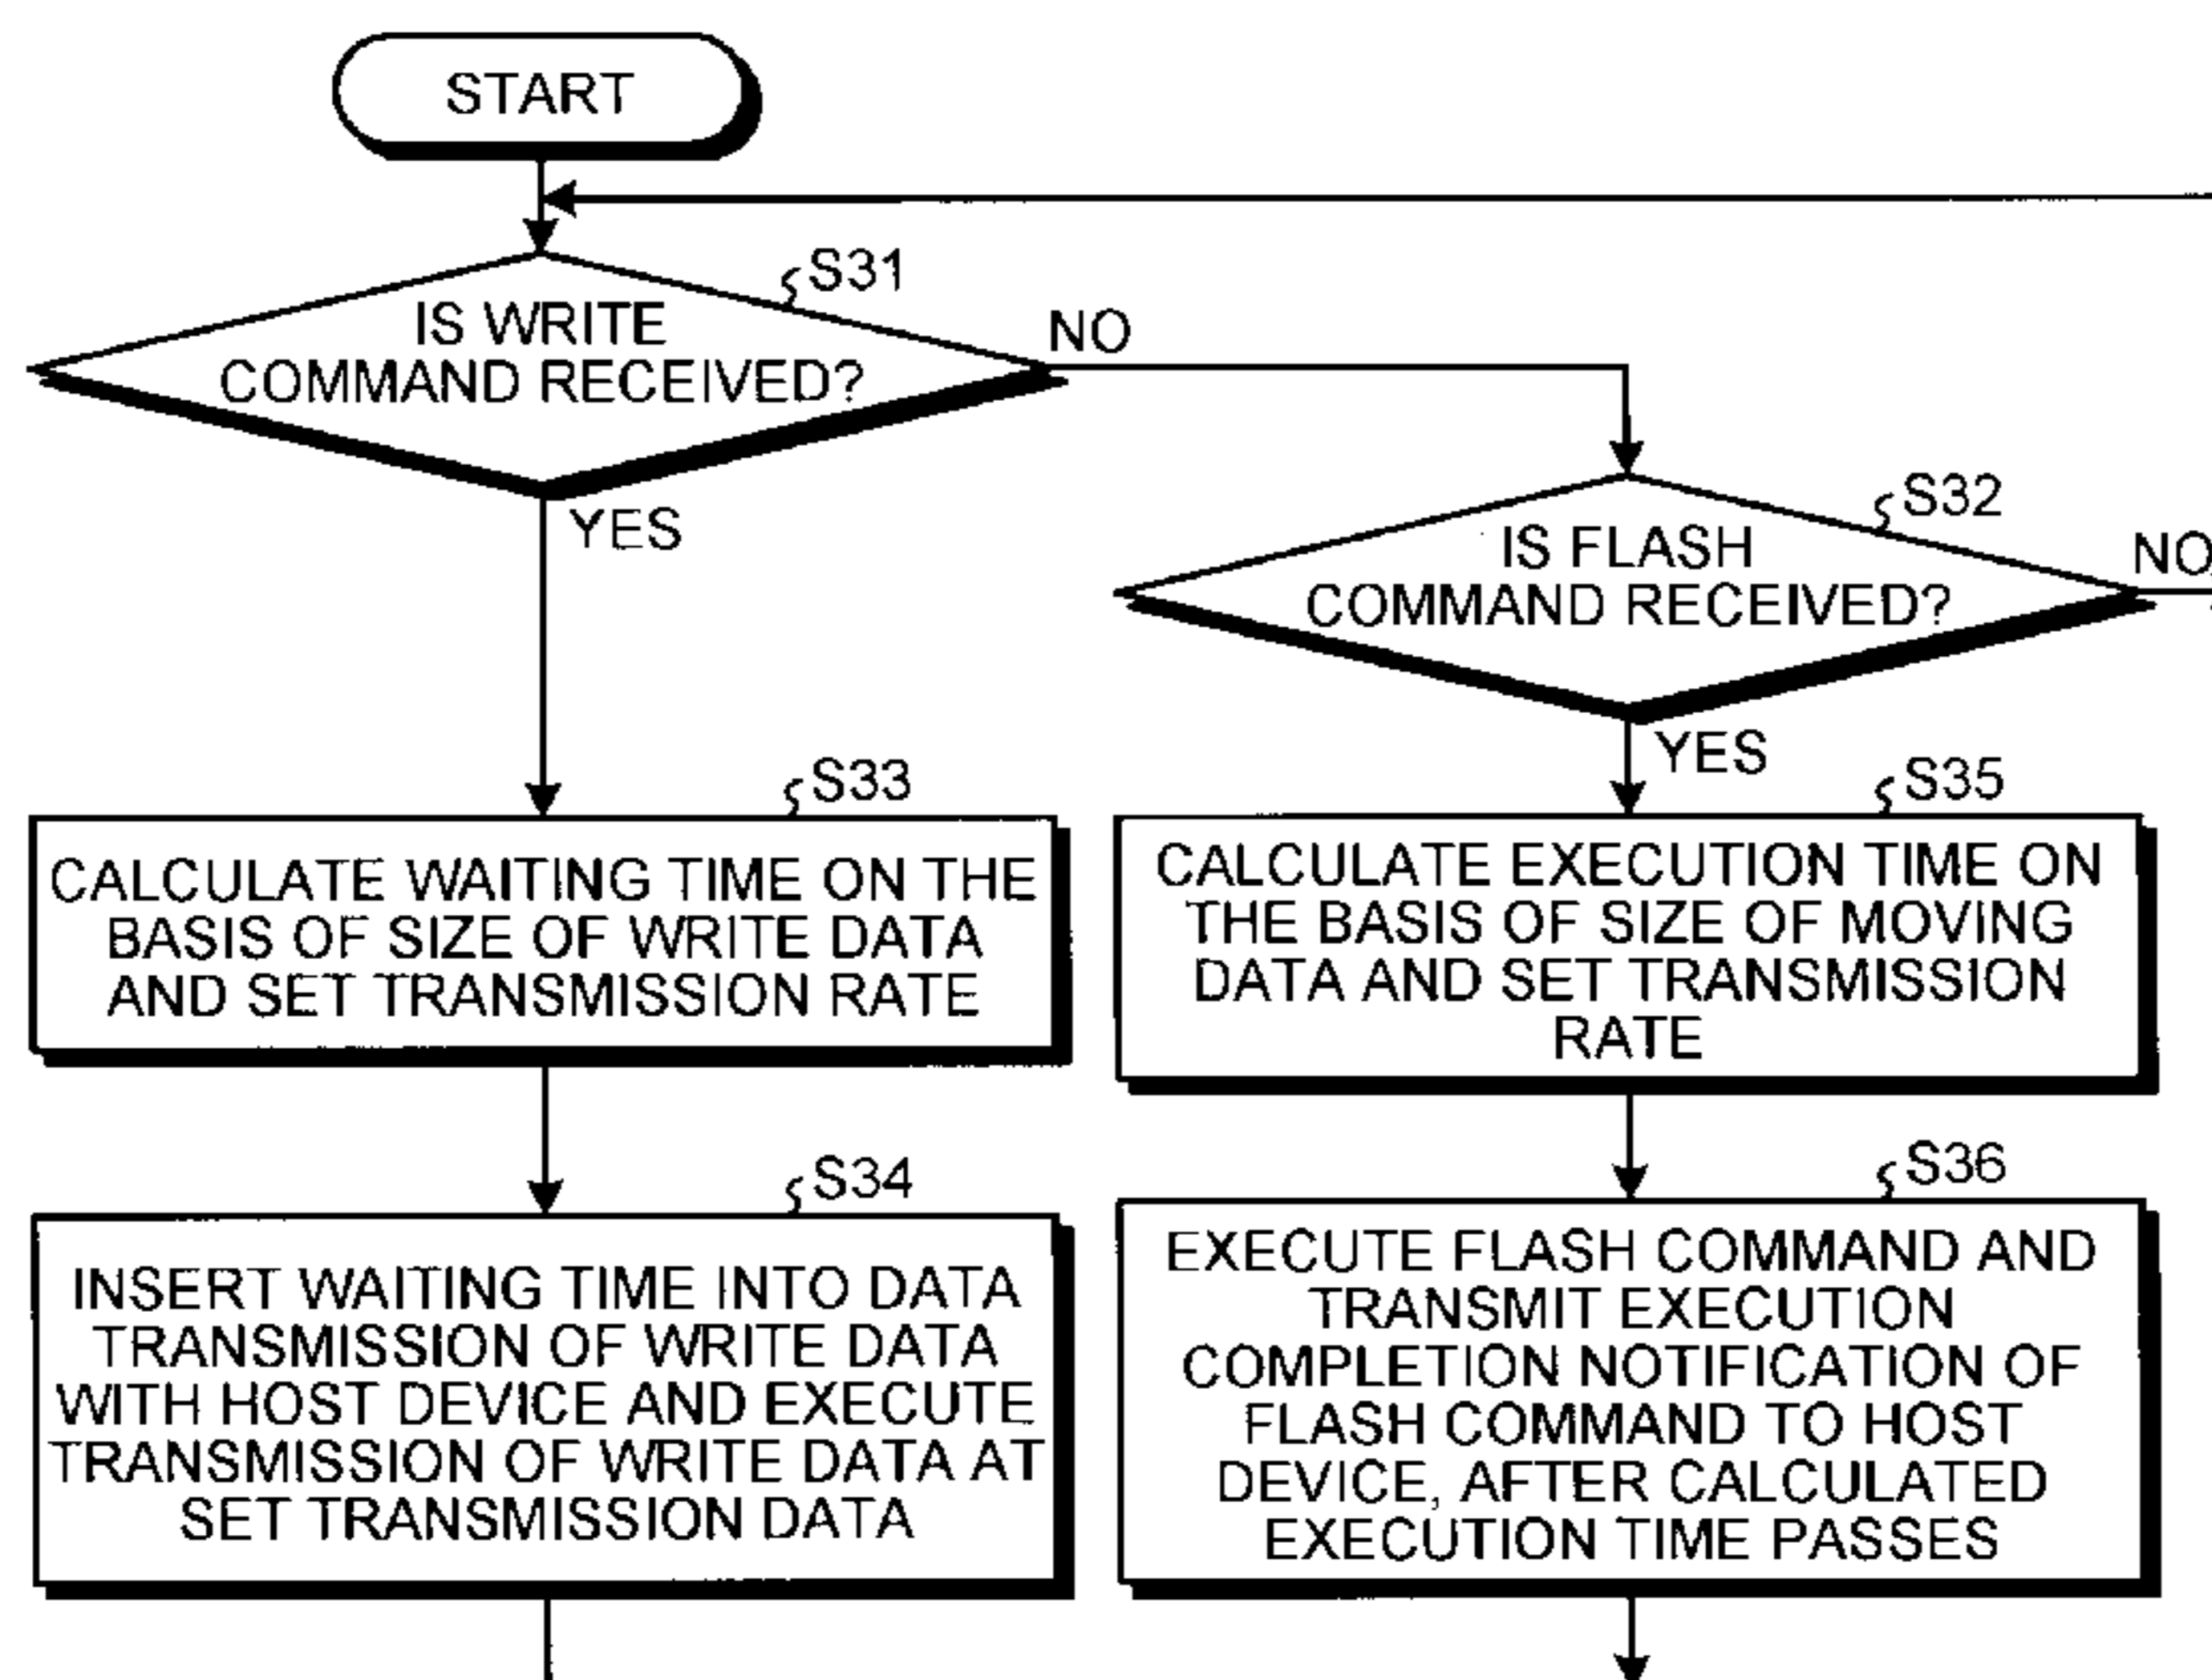 START
S31
IS WRITE
COMMAND RECEIVED?
NO
YES
S32
IS FLASH
COMMAND RECEIVED?
NO
YES
S33
CALCULATE WAITING TIME ON THE
BASIS OF SIZE OF WRITE DATA
AND SET TRANSMISSION RATE
S35
CALCULATE EXECUTION TIME ON
THE BASIS OF SIZE OF MOVING
DATA AND SET TRANSMISSION
RATE
S34
INSERT WAITING TIME INTO DATA
TRANSMISSION OF WRITE DATA
WITH HOST DEVICE AND EXECUTE
TRANSMISSION OF WRITE DATA AT
SET TRANSMISSION DATA
S36
EXECUTE FLASH COMMAND AND
TRANSMIT EXECUTION
COMPLETION NOTIFICATION OF
FLASH COMMAND TO HOST
DEVICE, AFTER CALCULATED
EXECUTION TIME PASSES